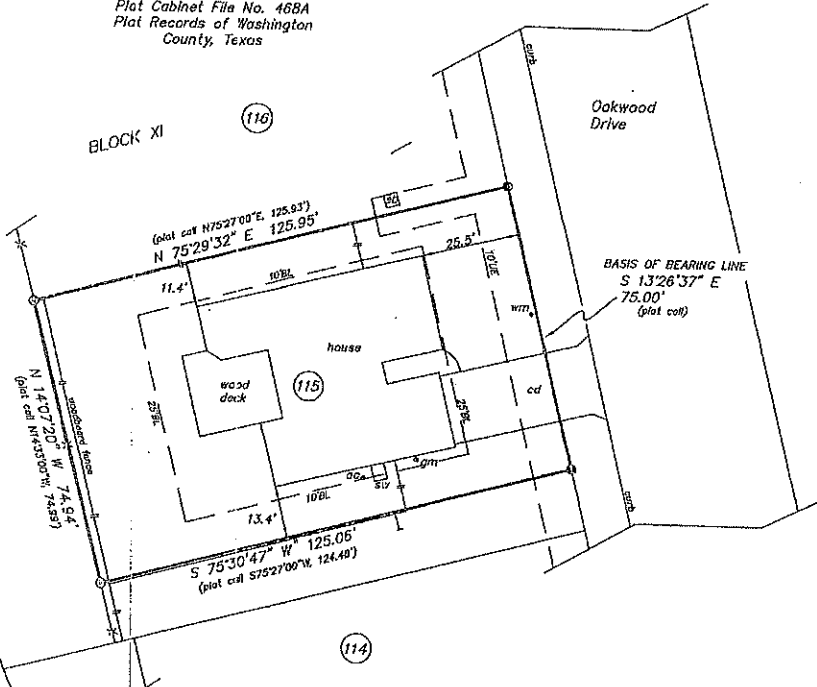 Plat Cabinet File No. 468A
Plat Records of Washington
County, Texas
BLOCK XI
116
Oakwood
Drive
curb
(plat call N75°27'00"E, 125.93')
N 75°29'32" E 125.95'
25.5'
10'UE
BASIS OF BEARING LINE
S 13°26'37" E
75.00'
(plat call)
11.4'
10'BL
wm
house
wood
deck
115
cd
25'BL
25'BL
woodboard fence
N 14°07'20" W 74.94'
(plat call N14°33'00"W, 74.99')
gm
ac
slv
10'BL
13.4'
curb
S 75°30'47" W 125.06'
(plat call S75°27'00"W, 124.48')
114